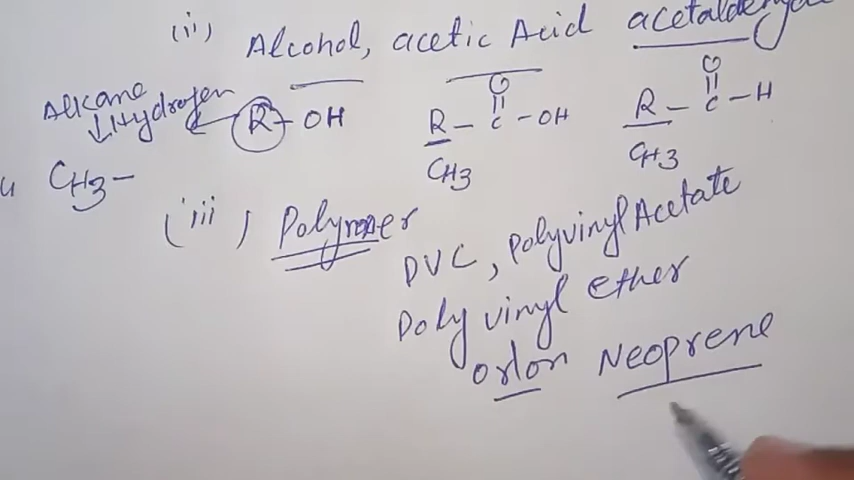 (ii) Alcohol, acetic Acid acetaldehyd
Alkane
↓Hydrogen
R – OH
O
R – C – OH
CH3
O
R – C – H
CH3
CH3 –
(iii) Polymer
PVC, Polyvinyl Acetate
Poly vinyl Ether
Orlon Neoprene